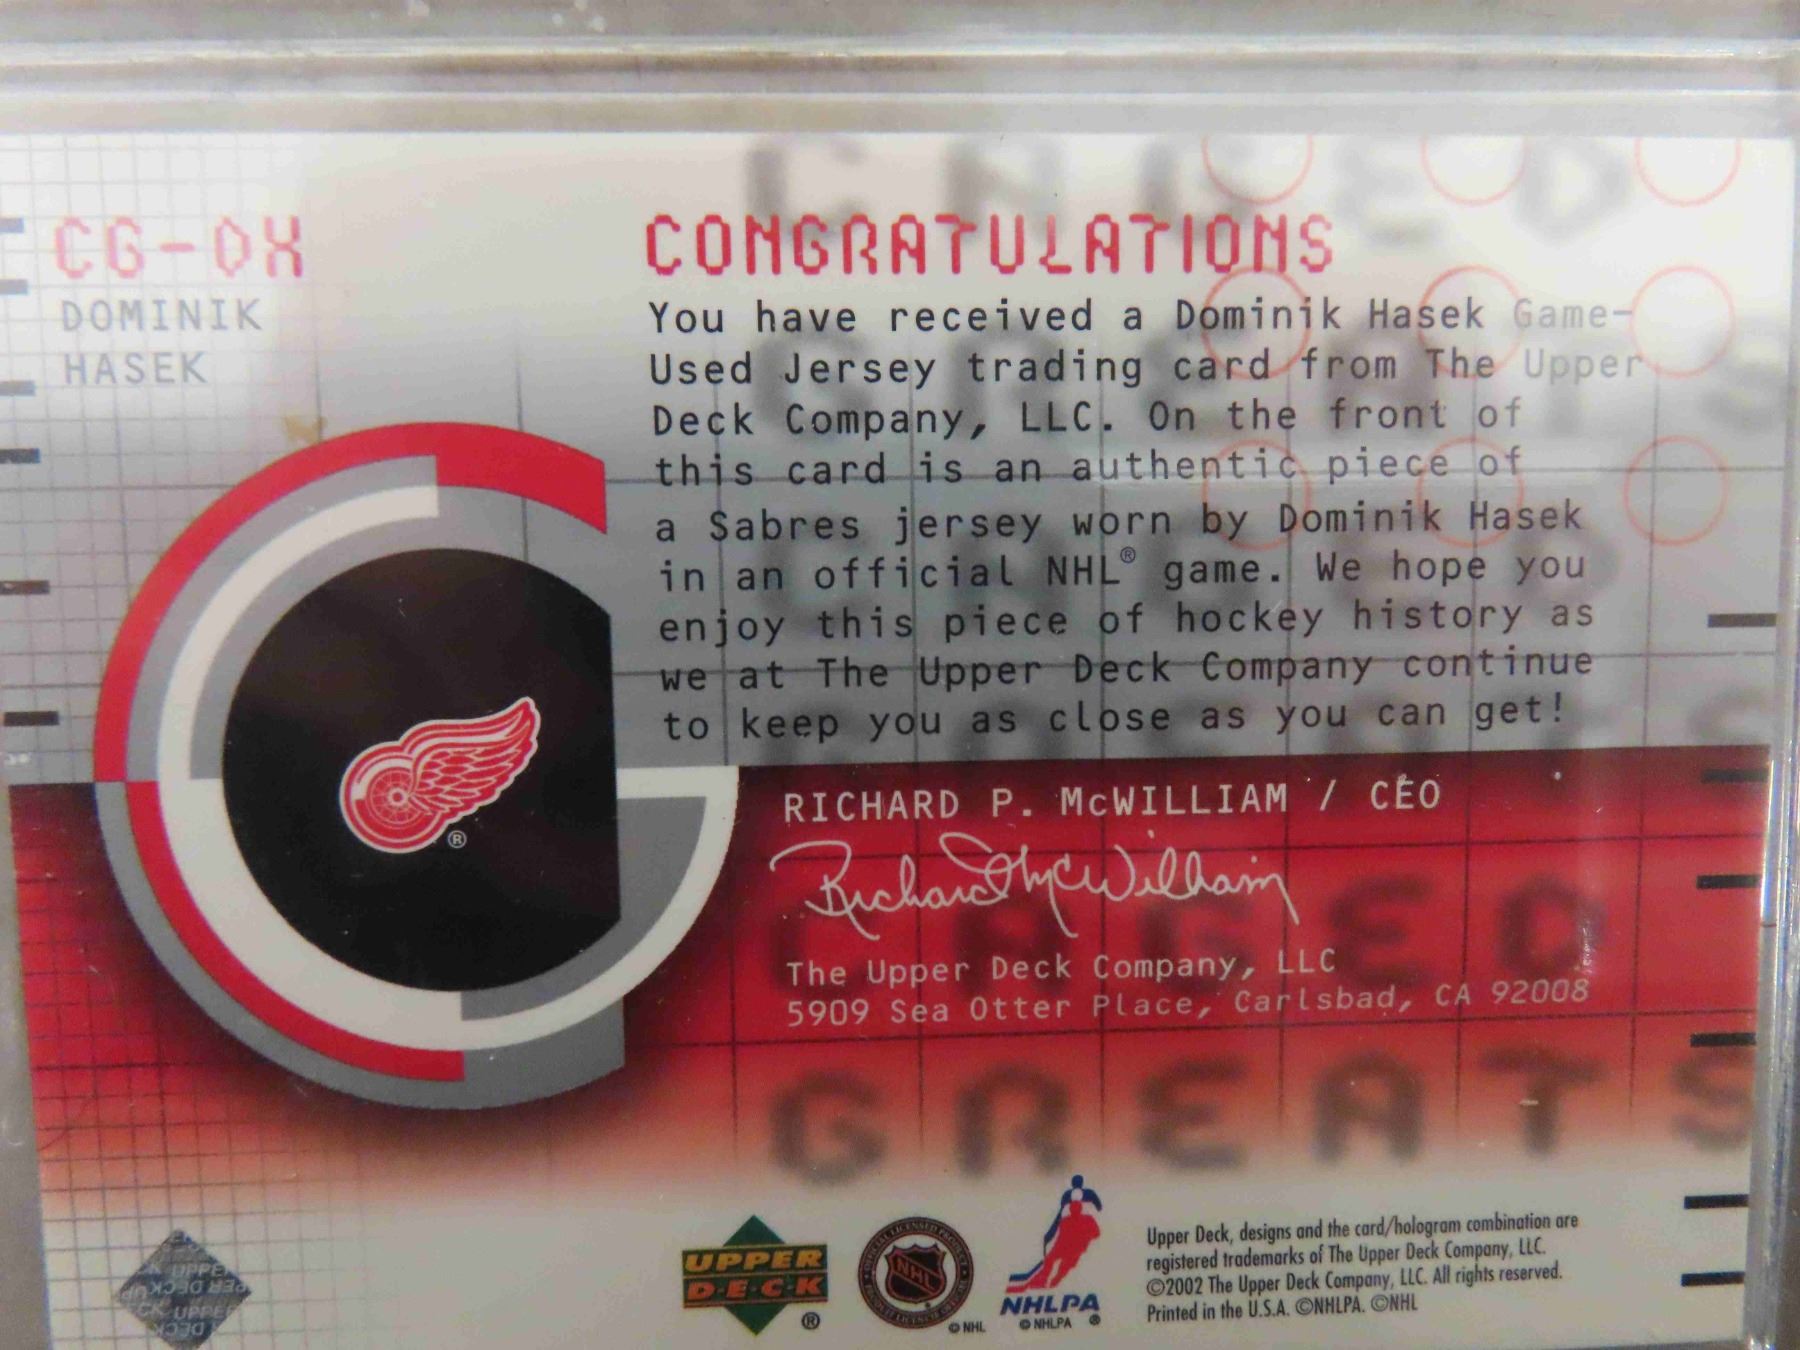 CAGED
CG-DH
DOMINIK
HASEK
CONGRATULATIONS
You have received a Dominik Hasek Game-
Used Jersey trading card from The Upper
Deck Company, LLC. On the front of
this card is an authentic piece of
a Sabres jersey worn by Dominik Hasek
in an official NHL® game. We hope you
enjoy this piece of hockey history as
we at The Upper Deck Company continue
to keep you as close as you can get!
®
RICHARD P. McWILLIAM / CEO
Richard McWilliam
CAGED
The Upper Deck Company, LLC
5909 Sea Otter Place, Carlsbad, CA 92008
GREATS
UPPER
D·E·C·K
®
NHL
© NHL
NHLPA
© NHLPA ®
Upper Deck, designs and the card/hologram combination are
registered trademarks of The Upper Deck Company, LLC.
©2002 The Upper Deck Company, LLC. All rights reserved.
Printed in the U.S.A. ©NHLPA. ©NHL